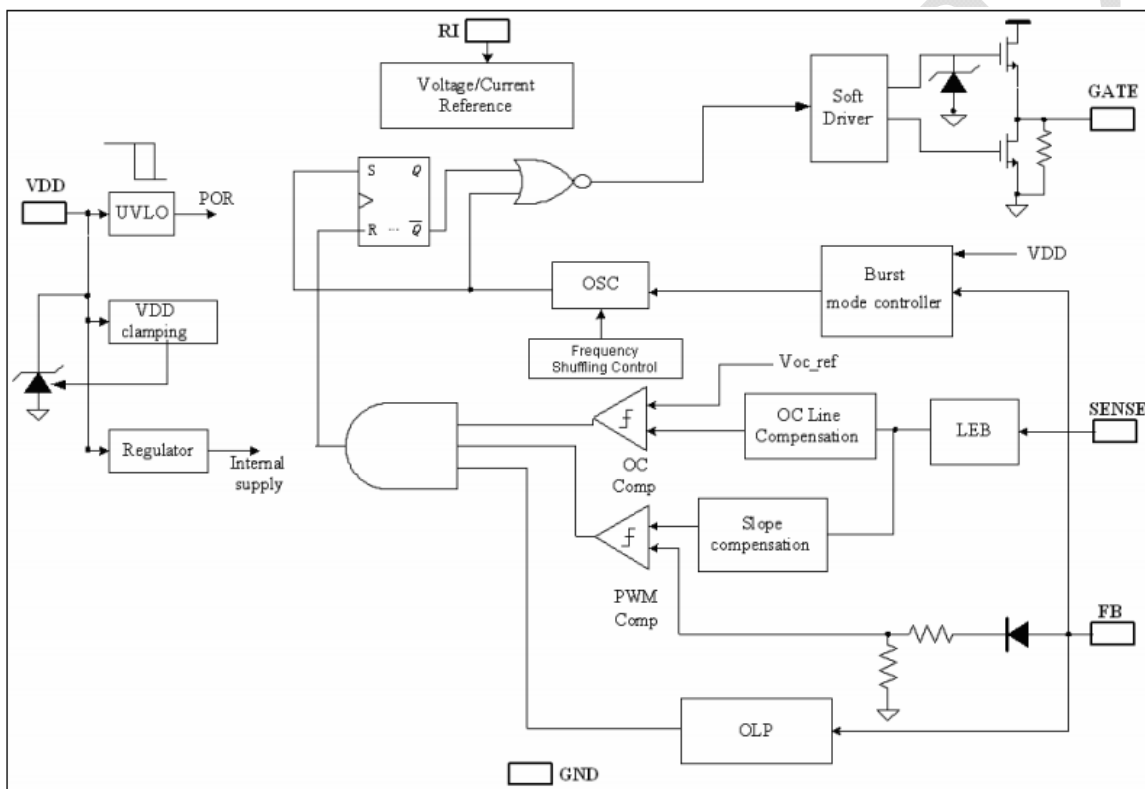 RI
Voltage/Current
Reference
Soft
Driver
GATE
S Q
R ... Q
VDD
UVLO
POR
OSC
Burst
mode controller
VDD
VDD
clamping
Frequency
Shuffling Control
Voc_ref
OC Line
Compensation
LEB
SENSE
Regulator
Internal
supply
OC
Comp
Slope
compensation
PWM
Comp
FB
OLP
GND